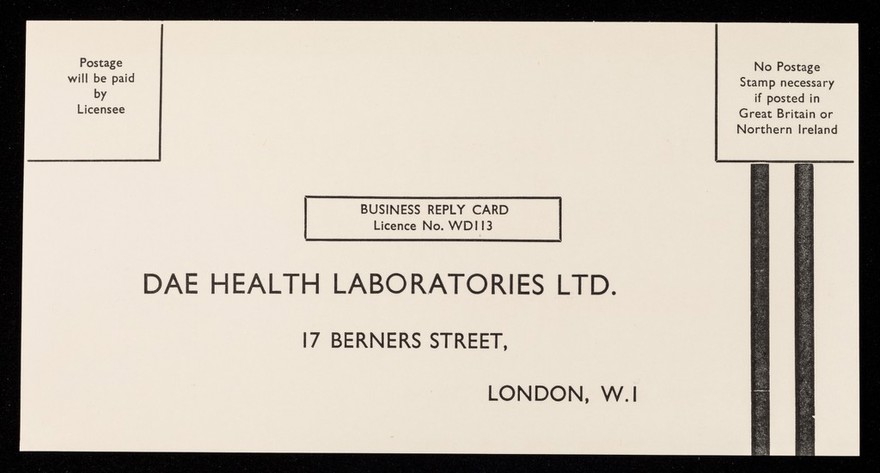 Postage
will be paid
by
Licensee
No Postage
Stamp necessary
if posted in
Great Britain or
Northern Ireland
BUSINESS REPLY CARD
Licence No. WD113
DAE HEALTH LABORATORIES LTD.
17 BERNERS STREET,
LONDON, W.1